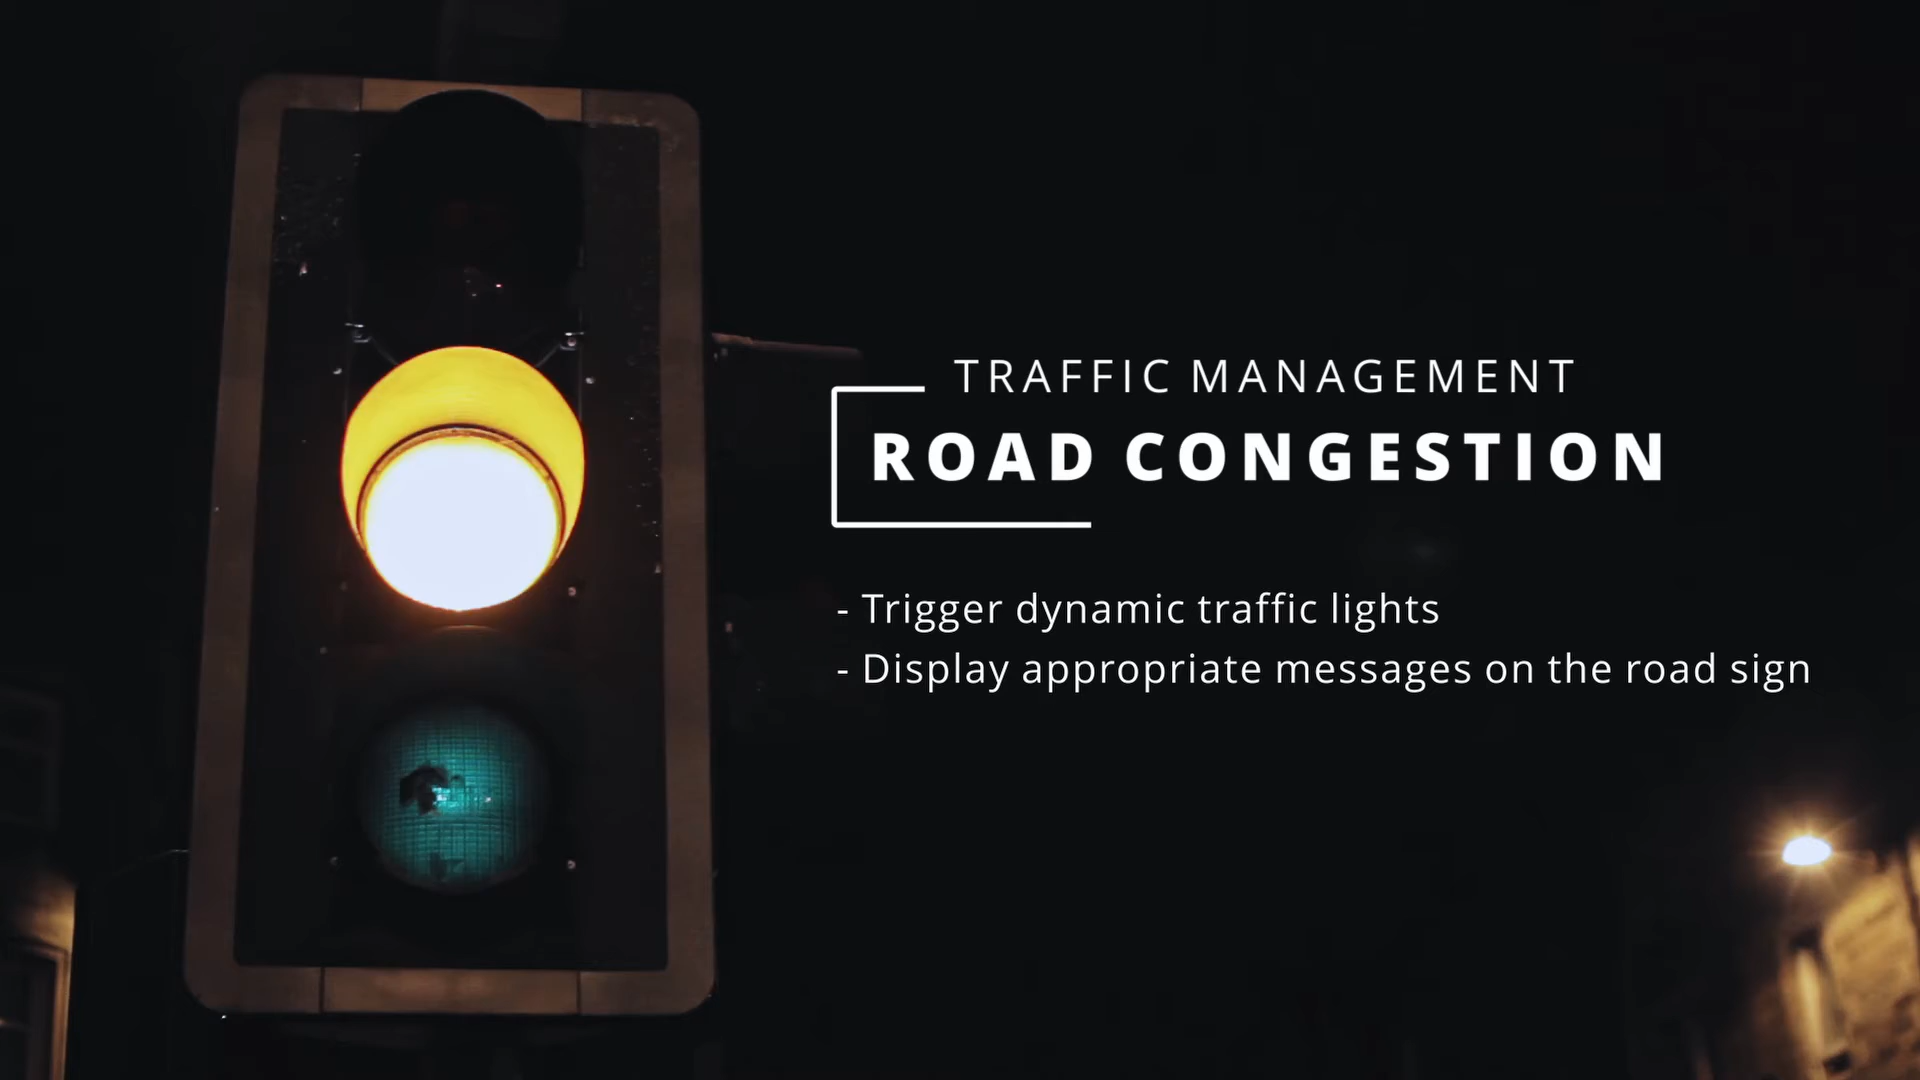 TRAFFIC MANAGEMENT
ROAD CONGESTION
- Trigger dynamic traffic lights
- Display appropriate messages on the road sign